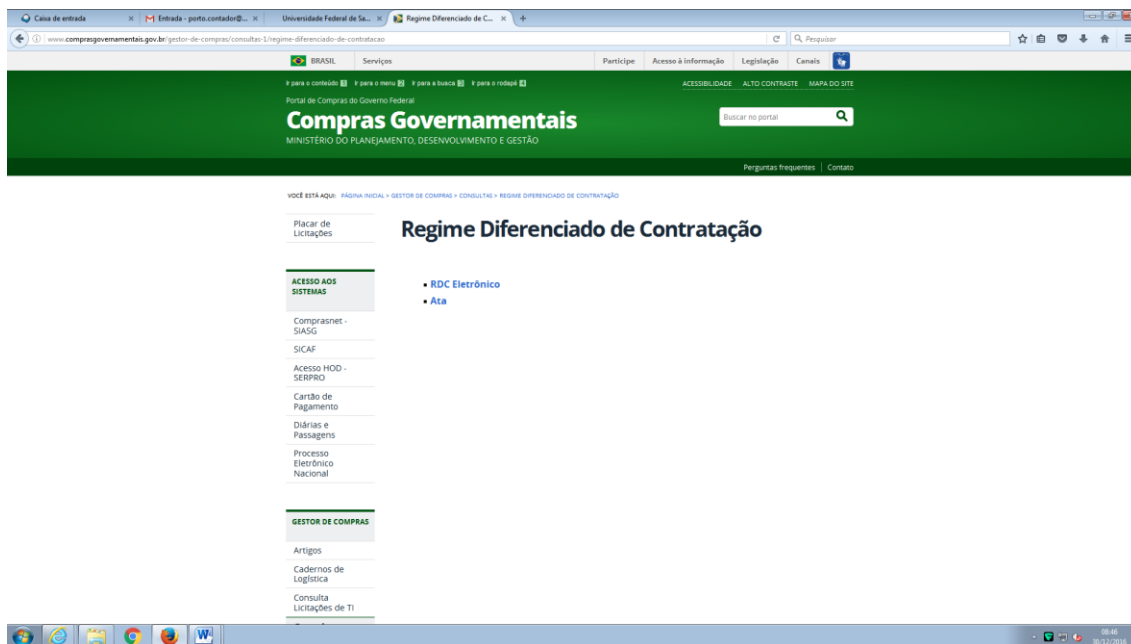 Caixa de entrada
Entrada - porto.contador@...
Universidade Federal de Sa...
Regime Diferenciado de C...
www.comprasgovernamentais.gov.br/gestor-de-compras/consultas-1/regime-diferenciado-de-contratacao
Pesquisar
BRASIL Serviços Participe Acesso à informação Legislação Canais
Ir para o conteúdo 1 Ir para o menu 2 Ir para a busca 3 Ir para o rodapé 4 ACESSIBILIDADE ALTO CONTRASTE MAPA DO SITE
Portal de Compras do Governo Federal
Compras Governamentais
Buscar no portal
MINISTÉRIO DO PLANEJAMENTO, DESENVOLVIMENTO E GESTÃO
Perguntas frequentes Contato
VOCÊ ESTÁ AQUI: PÁGINA INICIAL > GESTOR DE COMPRAS > CONSULTAS > REGIME DIFERENCIADO DE CONTRATAÇÃO
Placar de
Licitações
Regime Diferenciado de Contratação
RDC Eletrônico
Ata
ACESSO AOS
SISTEMAS
Comprasnet -
SIASG
SICAF
Acesso HOD -
SERPRO
Cartão de
Pagamento
Diárias e
Passagens
Processo
Eletrônico
Nacional
GESTOR DE COMPRAS
Artigos
Cadernos de
Logística
Consulta
Licitações de TI
08:46
30/12/2016